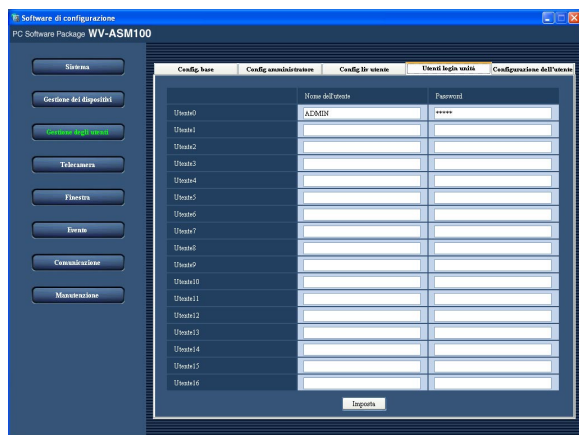 Software di configurazione
PC Software Package WV-ASM100
Sistema
Gestione dei dispositivi
Gestione degli utenti
Telecamera
Finestra
Evento
Comunicazione
Manutenzione
Config. base Config amministratore Config liv utente Utenti login unità Configurazione dell'utente
Nome dell'utente Password
Utente0 ADMIN *****
Utente1
Utente2
Utente3
Utente4
Utente5
Utente6
Utente7
Utente8
Utente9
Utente10
Utente11
Utente12
Utente13
Utente14
Utente15
Utente16
Imposta